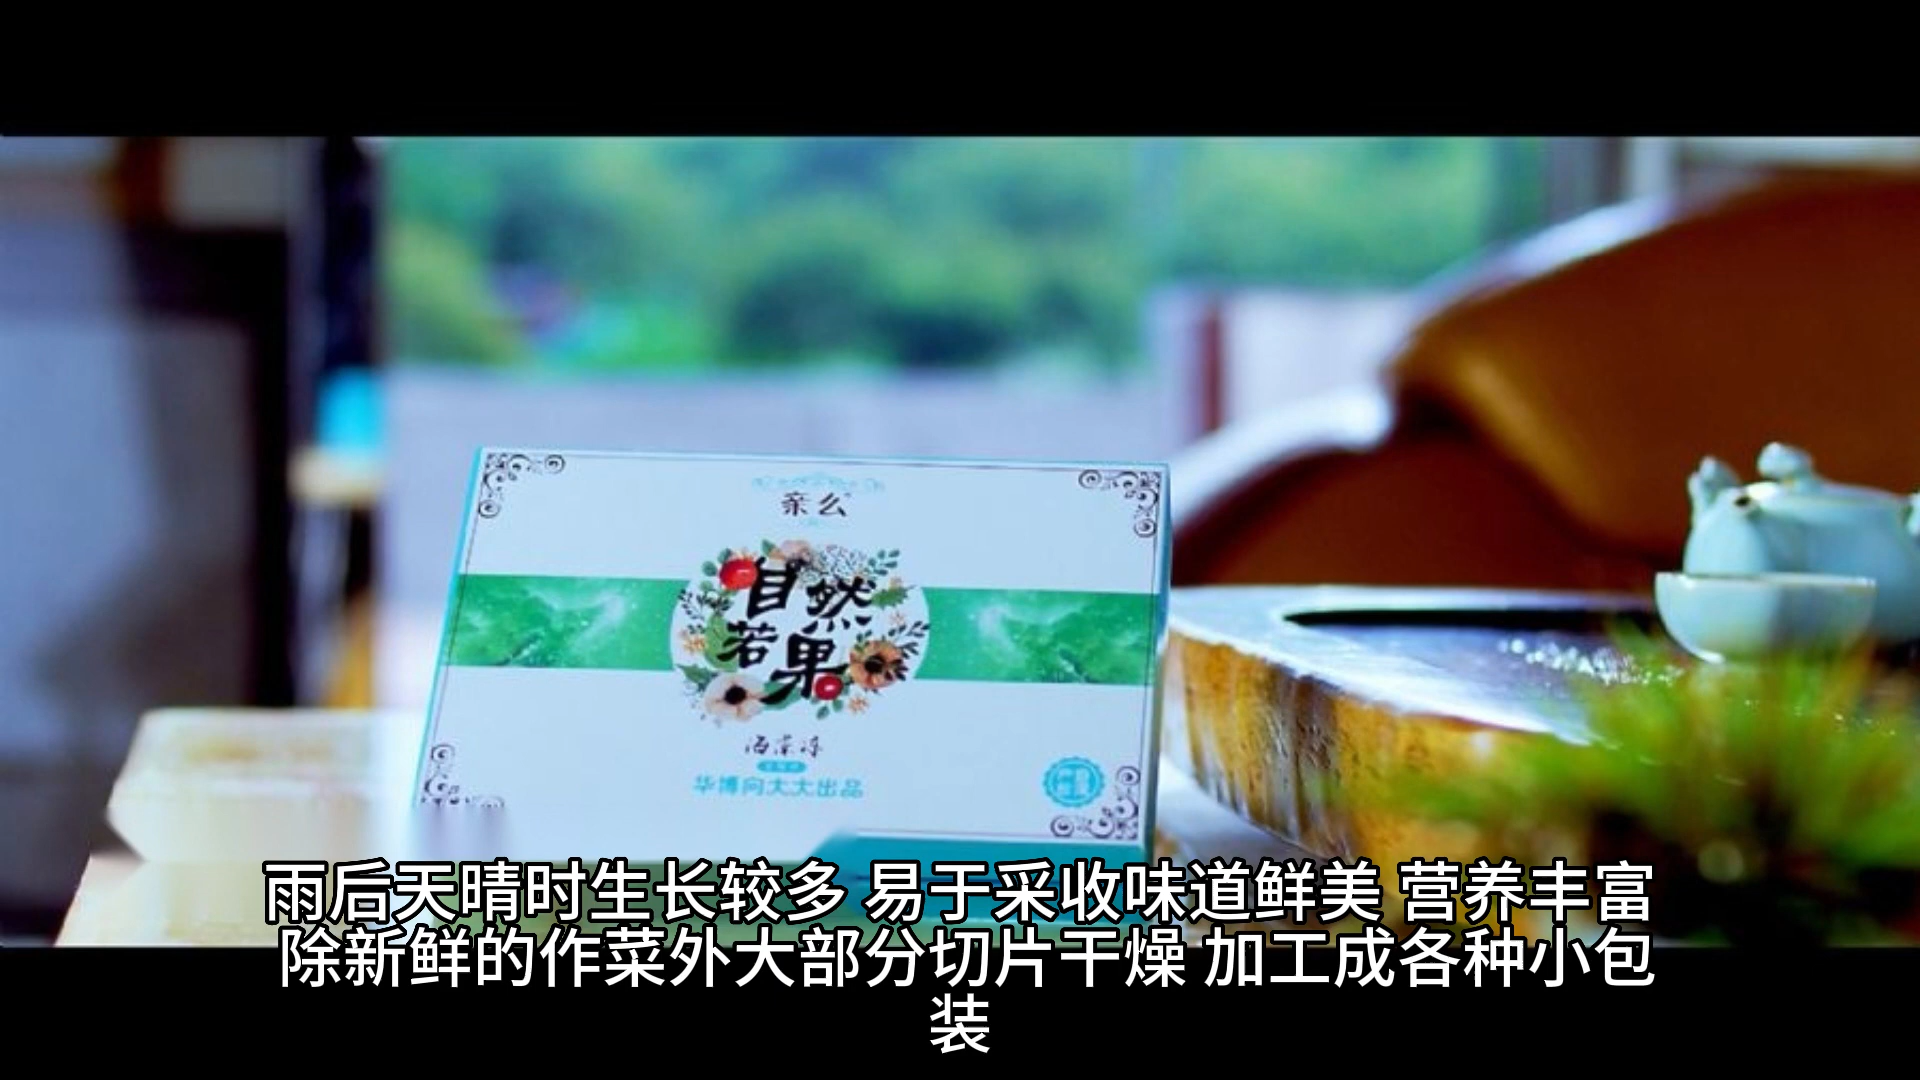 亲么
自然
若果
华博向大大出品
雨后天晴时生长较多 易于采收味道鲜美 营养丰富
除新鲜的作菜外大部分切片干燥 加工成各种小包
装